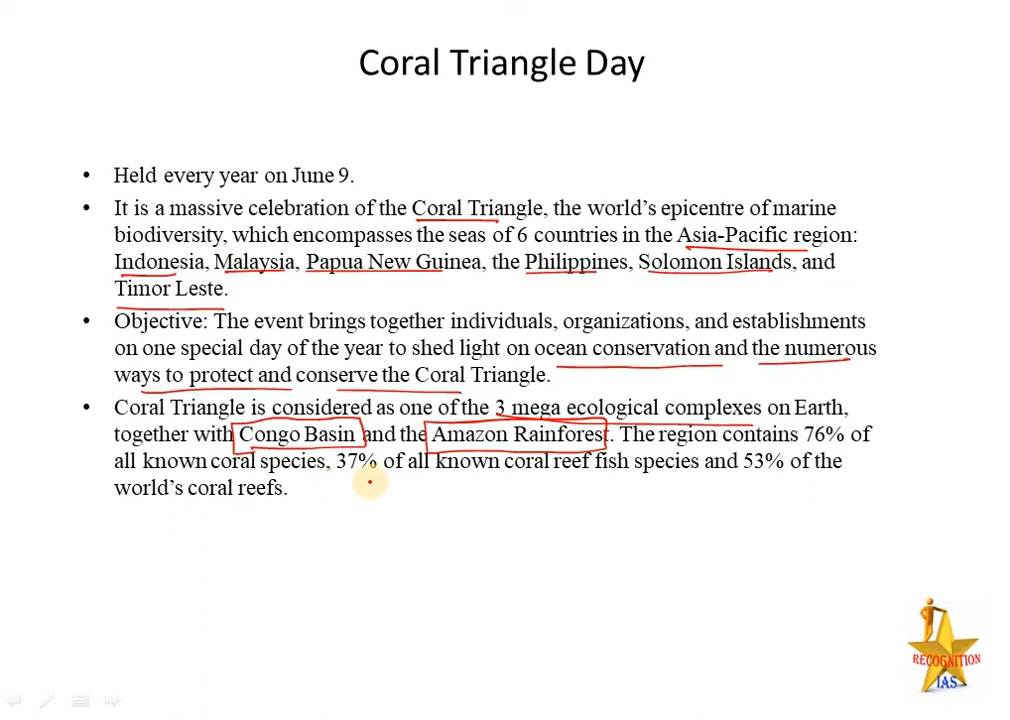 Coral Triangle Day
• Held every year on June 9.
• It is a massive celebration of the Coral Triangle, the world's epicentre of marine
biodiversity, which encompasses the seas of 6 countries in the Asia-Pacific region:
Indonesia, Malaysia, Papua New Guinea, the Philippines, Solomon Islands, and
Timor Leste.
• Objective: The event brings together individuals, organizations, and establishments
on one special day of the year to shed light on ocean conservation and the numerous
ways to protect and conserve the Coral Triangle.
• Coral Triangle is considered as one of the 3 mega ecological complexes on Earth,
together with Congo Basin and the Amazon Rainforest. The region contains 76% of
all known coral species, 37% of all known coral reef fish species and 53% of the
world's coral reefs.
RECOGNITION
IAS